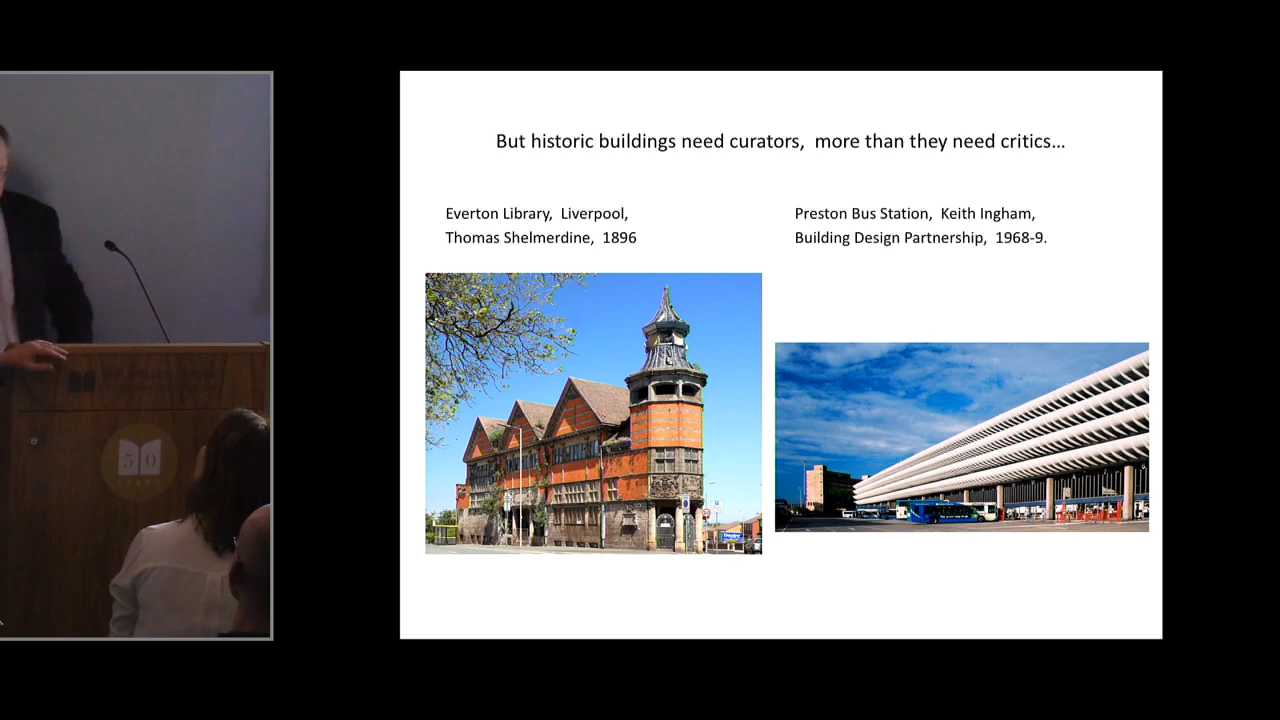 But historic buildings need curators,  more than they need critics...
Everton Library,  Liverpool,
Thomas Shelmerdine,  1896
Preston Bus Station,  Keith Ingham,
Building Design Partnership,  1968-9.
50